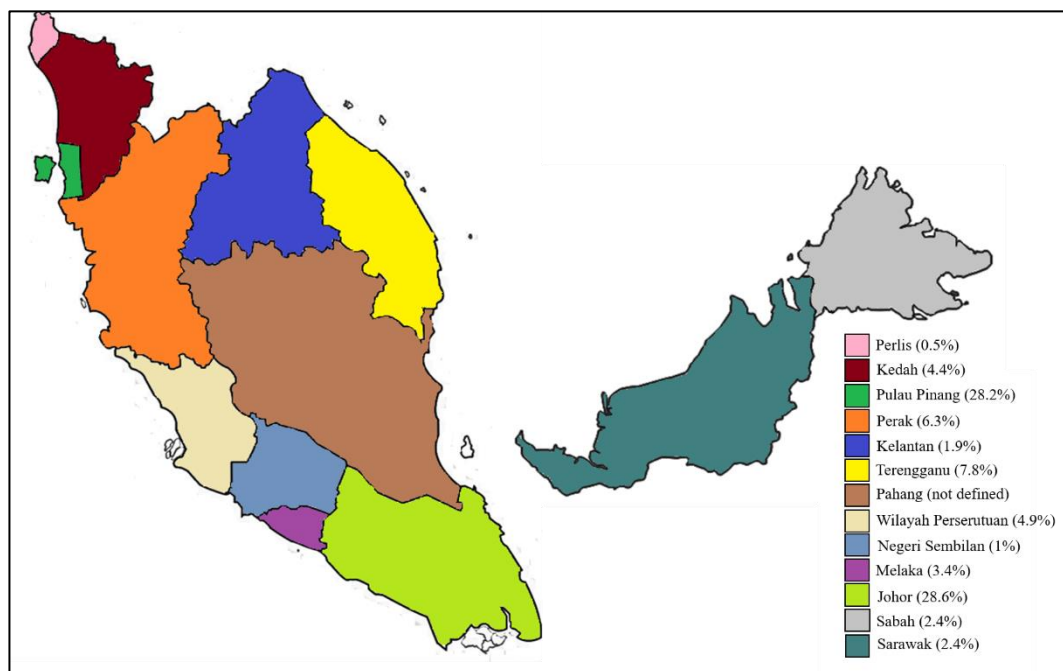 Perlis (0.5%)
Kedah (4.4%)
Pulau Pinang (28.2%)
Perak (6.3%)
Kelantan (1.9%)
Terengganu (7.8%)
Pahang (not defined)
Wilayah Perserutuan (4.9%)
Negeri Sembilan (1%)
Melaka (3.4%)
Johor (28.6%)
Sabah (2.4%)
Sarawak (2.4%)